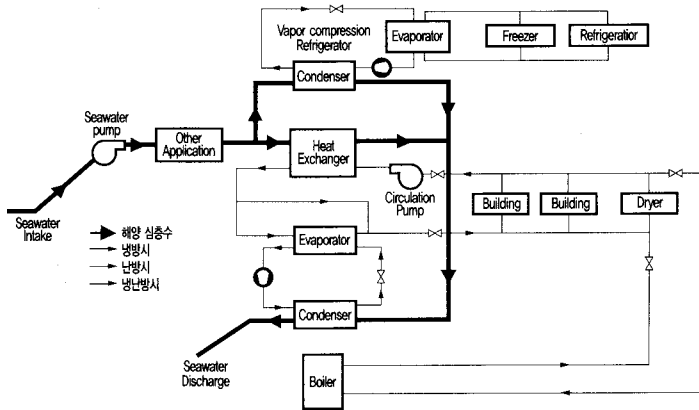 Vapor compression
Refrigerator
Evaporator
Freezer
Refrigeratior
Condenser
Seawater
pump
Other
Application
Heat
Exchanger
Circulation
Pump
Building
Building
Dryer
Seawater
Intake
해양 심층수
냉방시
난방시
냉난방시
Evaporator
Condenser
Seawater
Discharge
Boiler